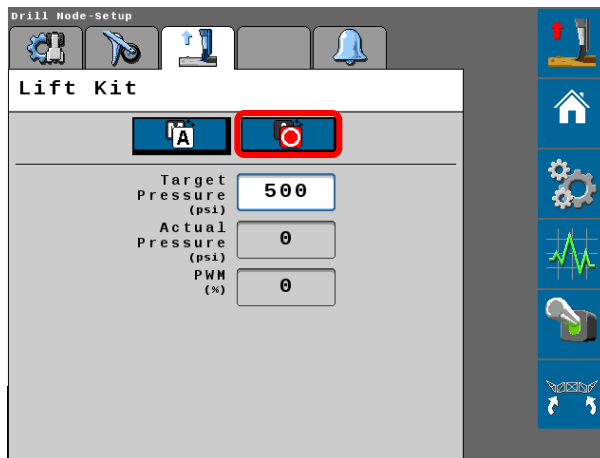 Drill Node-Setup
Lift Kit
A
Target
Pressure
(psi)
500
Actual
Pressure
(psi)
0
PWM
(%)
0